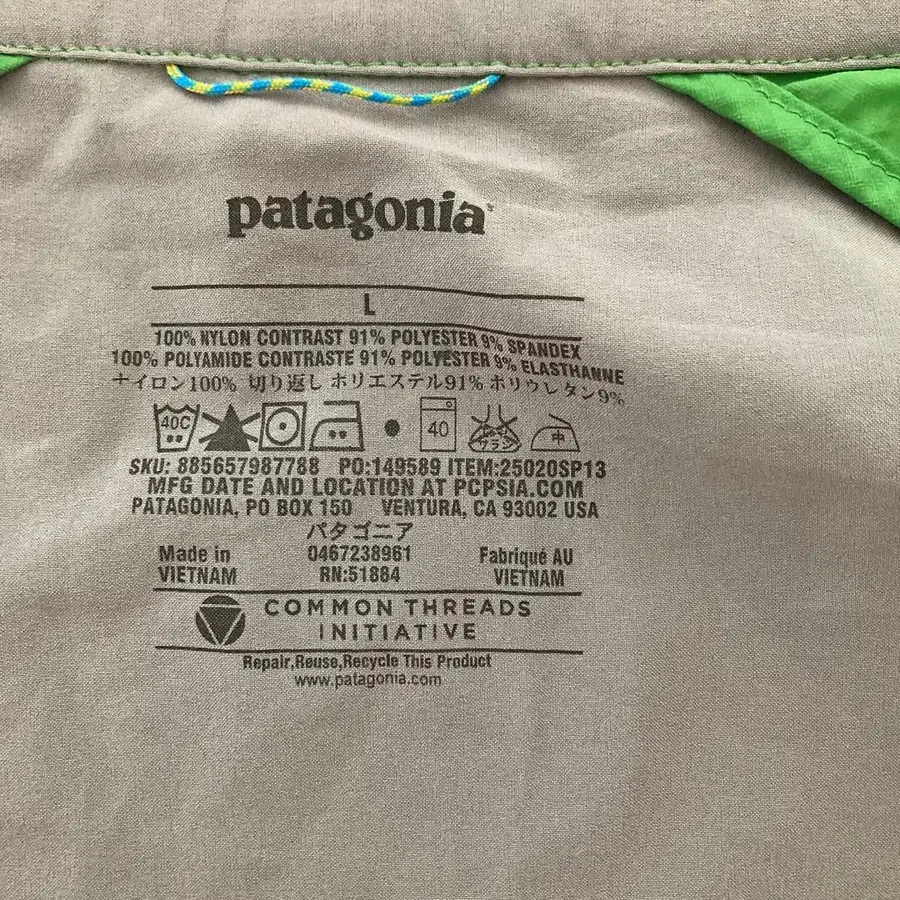 patagonia
L
100% NYLON CONTRAST 91% POLYESTER 9% SPANDEX
100% POLYAMIDE CONTRASTE 91% POLYESTER 9% ELASTHANNE
ナイロン100% 切り返し ポリエステル91% ポリウレタン9%
40C 40 中
SKU: 885657987788 PO:149589 ITEM:25020SP13
MFG DATE AND LOCATION AT PCPSIA.COM
PATAGONIA, PO BOX 150 VENTURA, CA 93002 USA
パタゴニア
Made in 0467238961 Fabriqué AU
VIETNAM RN:51884 VIETNAM
COMMON THREADS
INITIATIVE
Repair,Reuse,Recycle This Product
www.patagonia.com